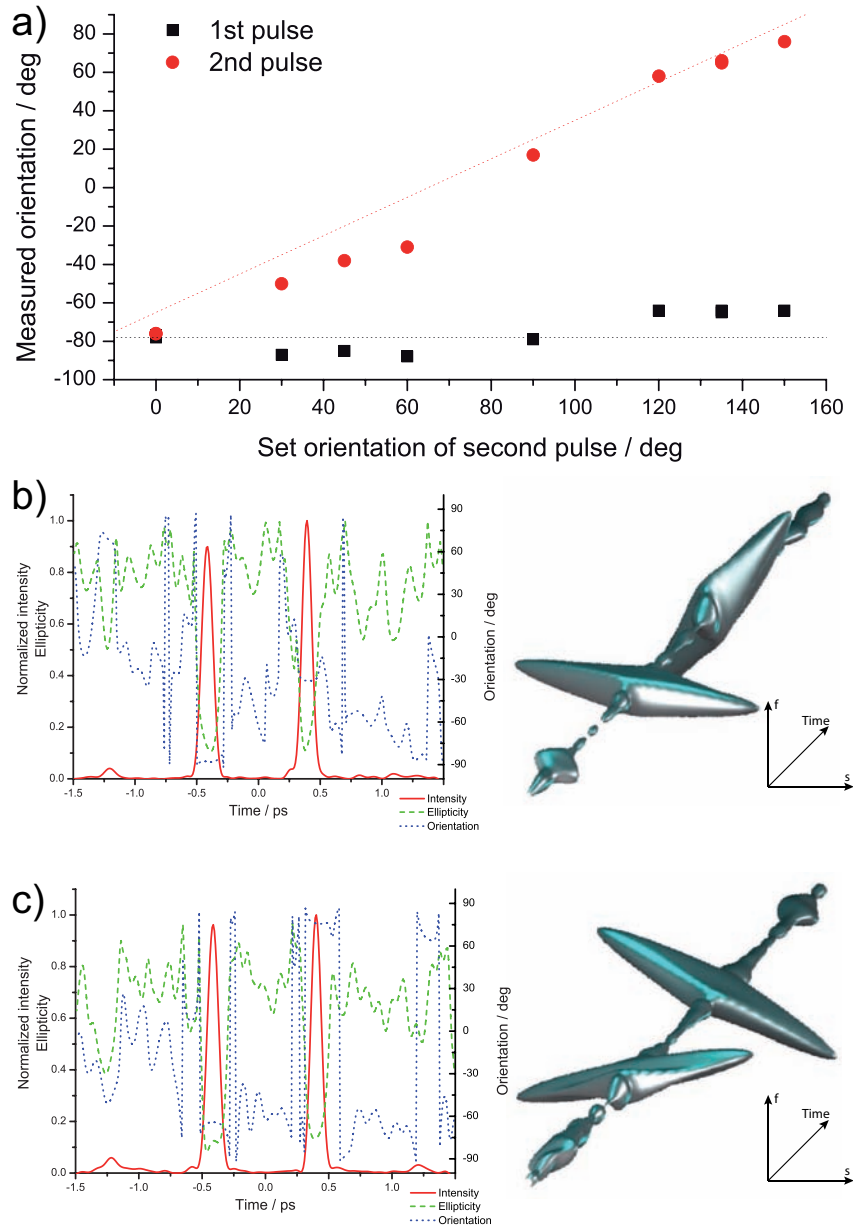 a)
1st pulse
2nd pulse
Measured orientation / deg
80
60
40
20
0
-20
-40
-60
-80
-100
0 20 40 60 80 100 120 140 160
Set orientation of second pulse / deg
b)
Normalized intensity
Ellipticity
1.0
0.8
0.6
0.4
0.2
0.0
90
60
30
0
-30
-60
-90
Orientation / deg
-1.5 -1.0 -0.5 0.0 0.5 1.0 1.5
Time / ps
Intensity
Ellipticity
Orientation
f
Time
s
c)
Normalized intensity
Ellipticity
1.0
0.8
0.6
0.4
0.2
0.0
90
60
30
0
-30
-60
-90
Orientation / deg
-1.5 -1.0 -0.5 0.0 0.5 1.0
Time / ps
Intensity
Ellipticity
Orientation
f
Time
s